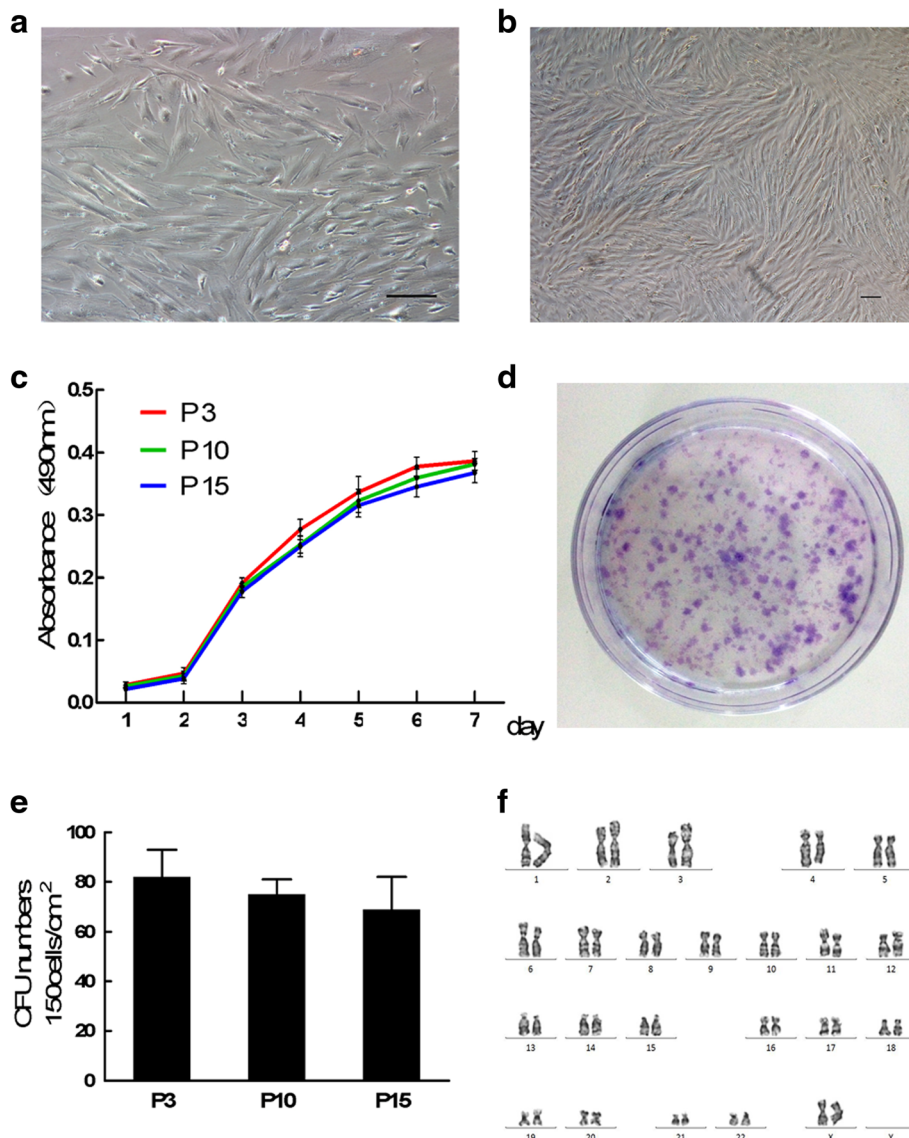 a
b
c
0.5
0.4
0.3
0.2
0.1
0.0
Absorbance (490nm)
P3
P10
P15
1 2 3 4 5 6 7
day
d
e
100
80
60
40
20
0
CFU numbers
150cells/cm²
P3 P10 P15
f
1 2 3 4 5
6 7 8 9 10 11 12
13 14 15 16 17 18
19 20 21 22 X Y